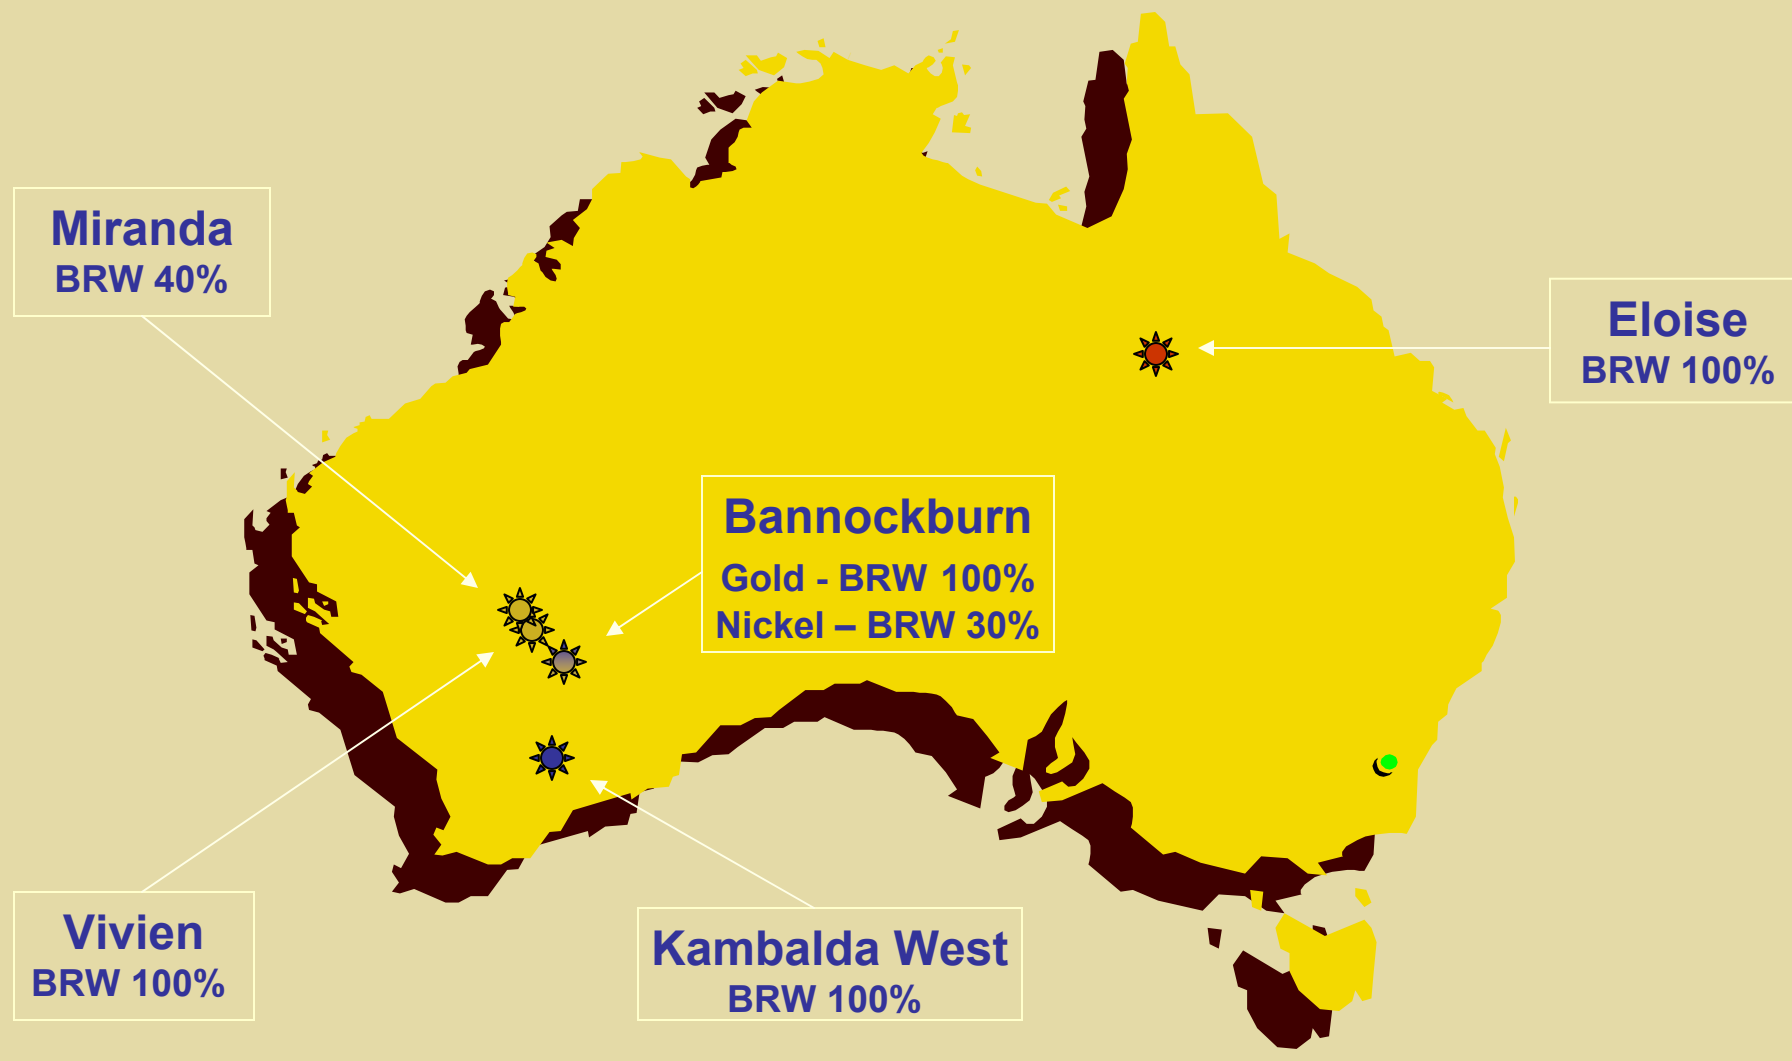 Miranda
BRW 40%
Eloise
BRW 100%
Bannockburn
Gold - BRW 100%
Nickel – BRW 30%
Vivien
BRW 100%
Kambalda West
BRW 100%